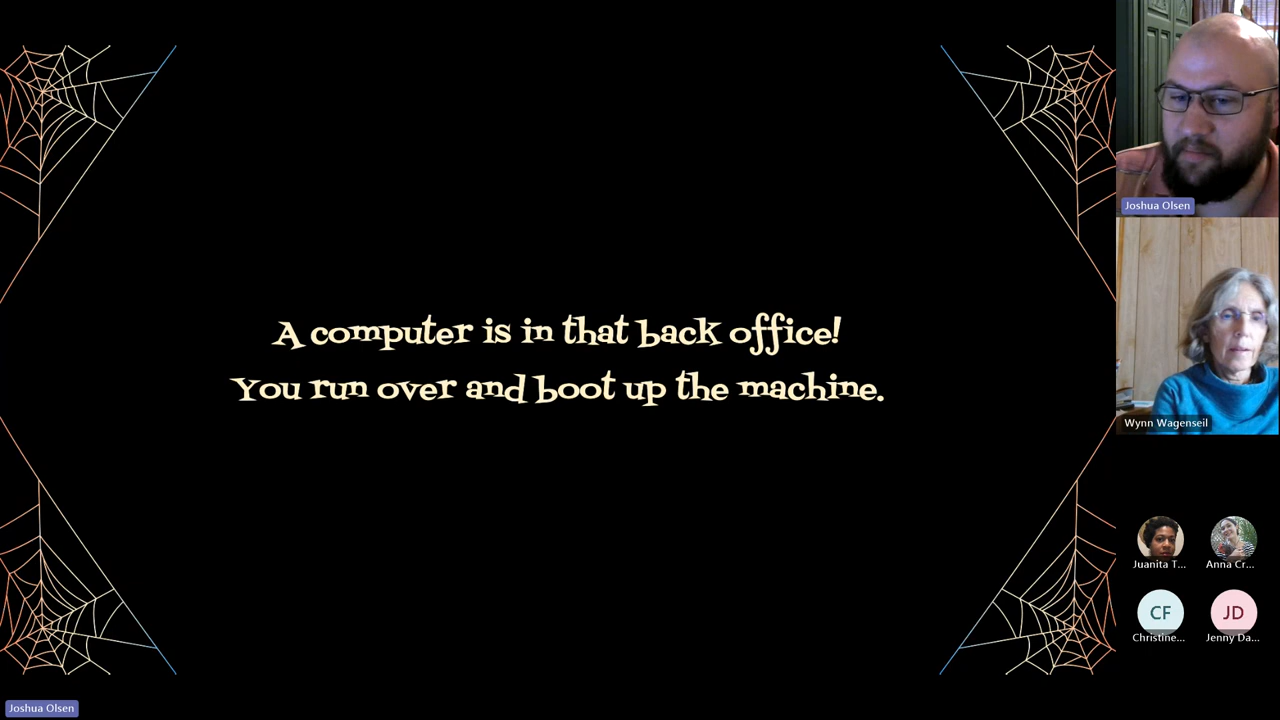 A computer is in that back office!
You run over and boot up the machine.
Joshua Olsen
Wynn Wagenseil
Juanita T...
Anna Cr...
CF
JD
Christine...
Jenny Da...
Joshua Olsen